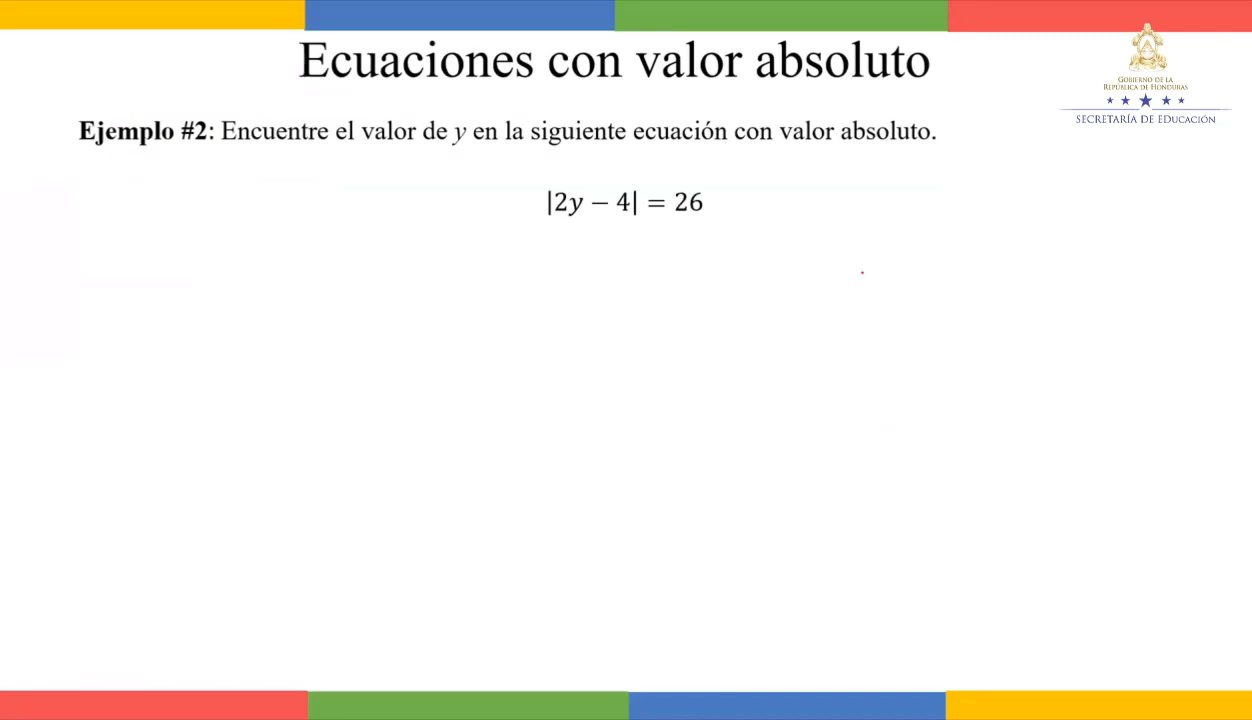 Ecuaciones con valor absoluto
GOBIERNO DE LA
REPÚBLICA DE HONDURAS
SECRETARÍA DE EDUCACIÓN
Ejemplo #2: Encuentre el valor de y en la siguiente ecuación con valor absoluto.
|2y − 4| = 26